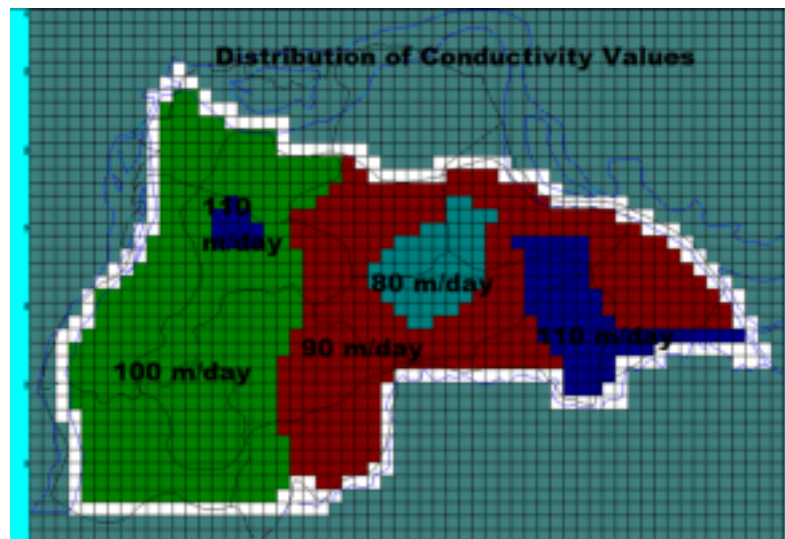 Distribution of Conductivity Values
110
m/day
80 m/day
110 m/day
90 m/day
100 m/day